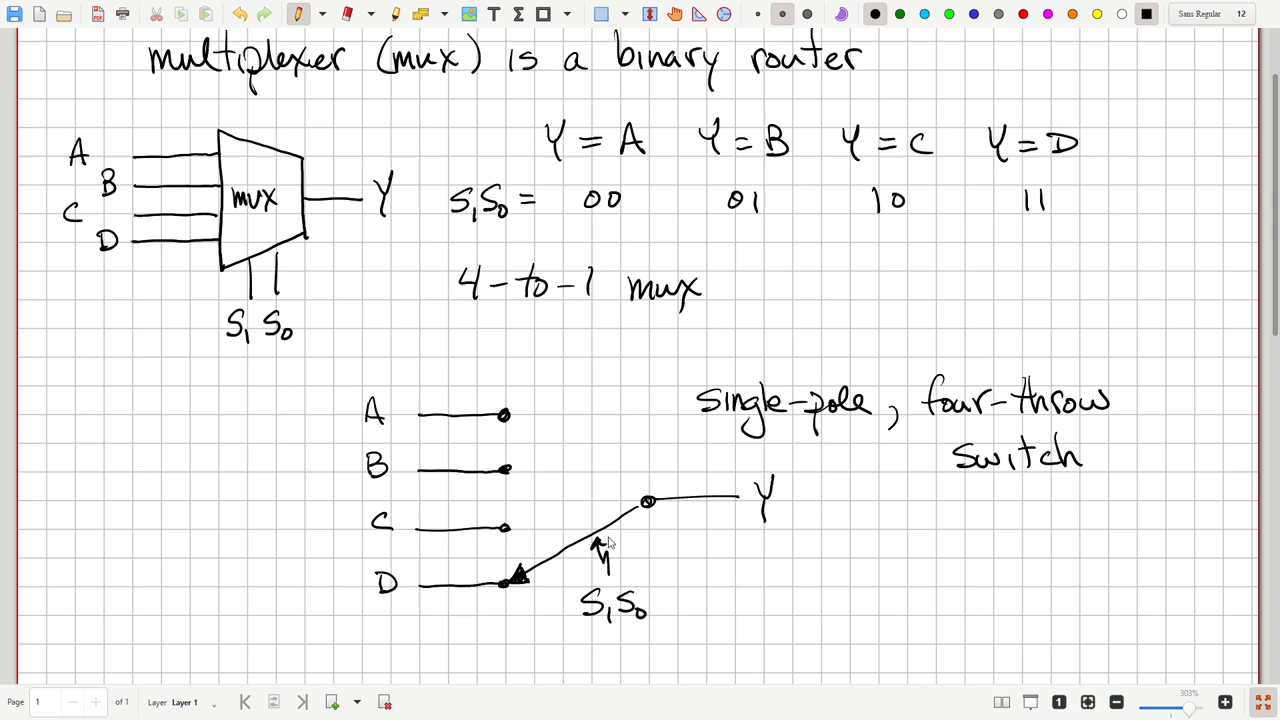 Sans Regular 12
multiplexer (mux) is a binary router
Y = A Y = B Y = C Y = D
S₁S₀ = 00 01 10 11
A
B
C
D
mux
Y
S₁ S₀
4-to-1 mux
single-pole, four-throw
switch
A
B
C
D
Y
S₁S₀
Page 1 of 1 Layer Layer 1 303%